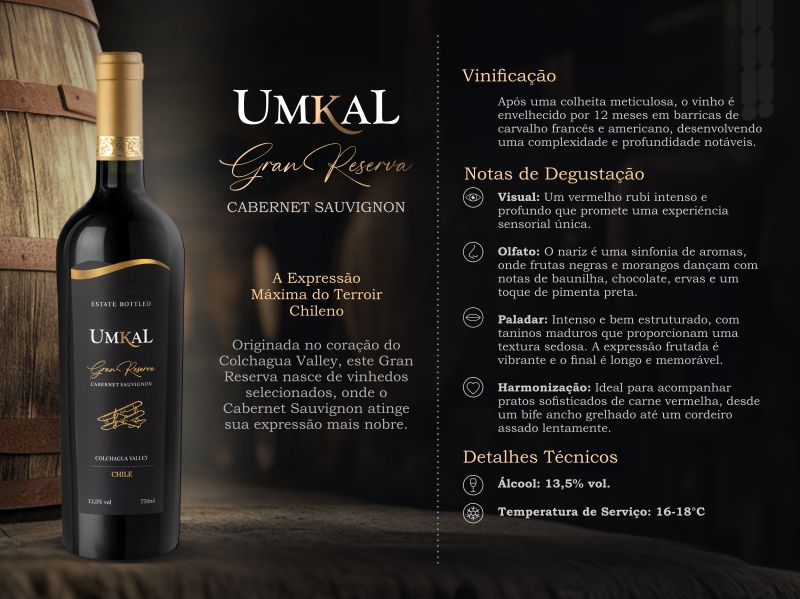 ESTATE BOTTLED
UMKAL
Gran Reserva
CABERNET SAUVIGNON
COLCHAGUA VALLEY
CHILE
13,5% vol 750ml
UMKAL
Gran Reserva
CABERNET SAUVIGNON
A Expressão
Máxima do Terroir
Chileno
Originada no coração do
Colchagua Valley, este Gran
Reserva nasce de vinhedos
selecionados, onde o
Cabernet Sauvignon atinge
sua expressão mais nobre.
Vinificação
Após uma colheita meticulosa, o vinho é
envelhecido por 12 meses em barricas de
carvalho francês e americano, desenvolvendo
uma complexidade e profundidade notáveis.
Notas de Degustação
Visual: Um vermelho rubi intenso e
profundo que promete uma experiência
sensorial única.
Olfato: O nariz é uma sinfonia de aromas,
onde frutas negras e morangos dançam com
notas de baunilha, chocolate, ervas e um
toque de pimenta preta.
Paladar: Intenso e bem estruturado, com
taninos maduros que proporcionam uma
textura sedosa. A expressão frutada é
vibrante e o final é longo e memorável.
Harmonização: Ideal para acompanhar
pratos sofisticados de carne vermelha, desde
um bife ancho grelhado até um cordeiro
assado lentamente.
Detalhes Técnicos
Álcool: 13,5% vol.
Temperatura de Serviço: 16-18°C